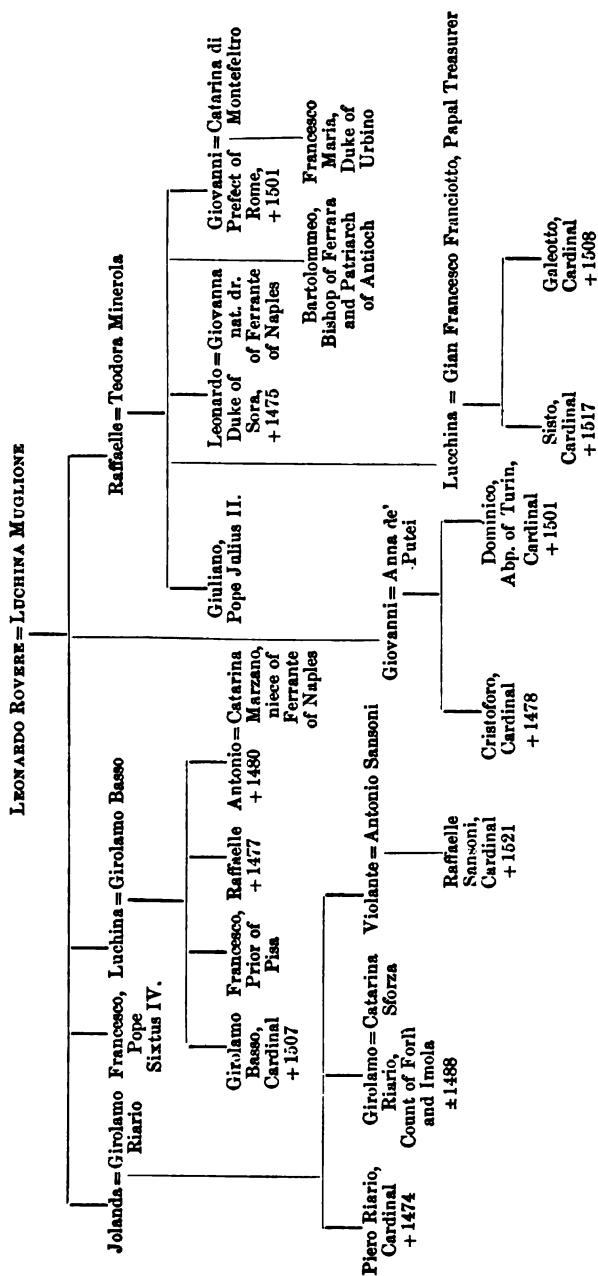 LEONARDO ROVERE = LUCHINA MUGLIONE
Jolanda = Girolamo
Riario
Francesco,
Pope
Sixtus IV.
Luchina = Girolamo Basso
Raffaelle = Teodora Minerola
Girolamo
Basso,
Cardinal
+1507
Francesco,
Prior of
Pisa
Raffaelle
+1477
Antonio = Catarina
+1480 Marzano,
niece of
Ferrante
of Naples
Giuliano,
Pope Julius II.
Leonardo = Giovanna
Duke of nat. dr.
Sora, of Ferrante
+1475 of Naples
Giovanni = Catarina di
Prefect of Montefeltro
Rome,
+1501
Bartolommeo,
Bishop of Ferrara
and Patriarch
of Antioch
Francesco
Maria,
Duke of
Urbino
Piero Riario,
Cardinal
+1474
Girolamo = Catarina
Riario, Sforza
Count of Forlì
and Imola
±1488
Violante = Antonio Sansoni
Raffaelle
Sansoni,
Cardinal
+1521
Giovanni = Anna de'
Putei
Cristoforo,
Cardinal
+1478
Dominico,
Abp. of Turin,
Cardinal
+1501
Lucchina = Gian Francesco Franciotto, Papal Treasurer
Sisto,
Cardinal
+1517
Galeotto,
Cardinal
+1508